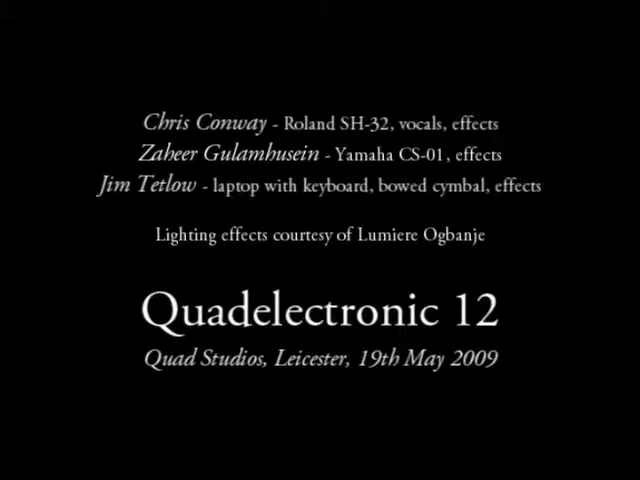 Chris Conway - Roland SH-32, vocals, effects
Zaheer Gulamhusein - Yamaha CS-01, effects
Jim Tetlow - laptop with keyboard, bowed cymbal, effects
Lighting effects courtesy of Lumiere Ogbanje
Quadelectronic 12
Quad Studios, Leicester, 19th May 2009